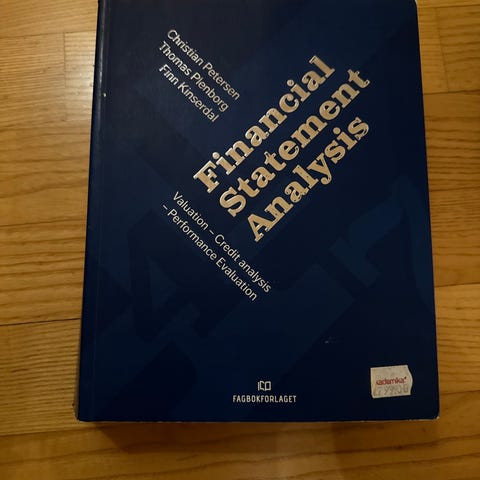 Christian Petersen
Thomas Plenborg
Finn Kinserdal
Financial
Statement
Analysis
Valuation – Credit analysis
– Performance Evaluation
FAGBOKFORLAGET